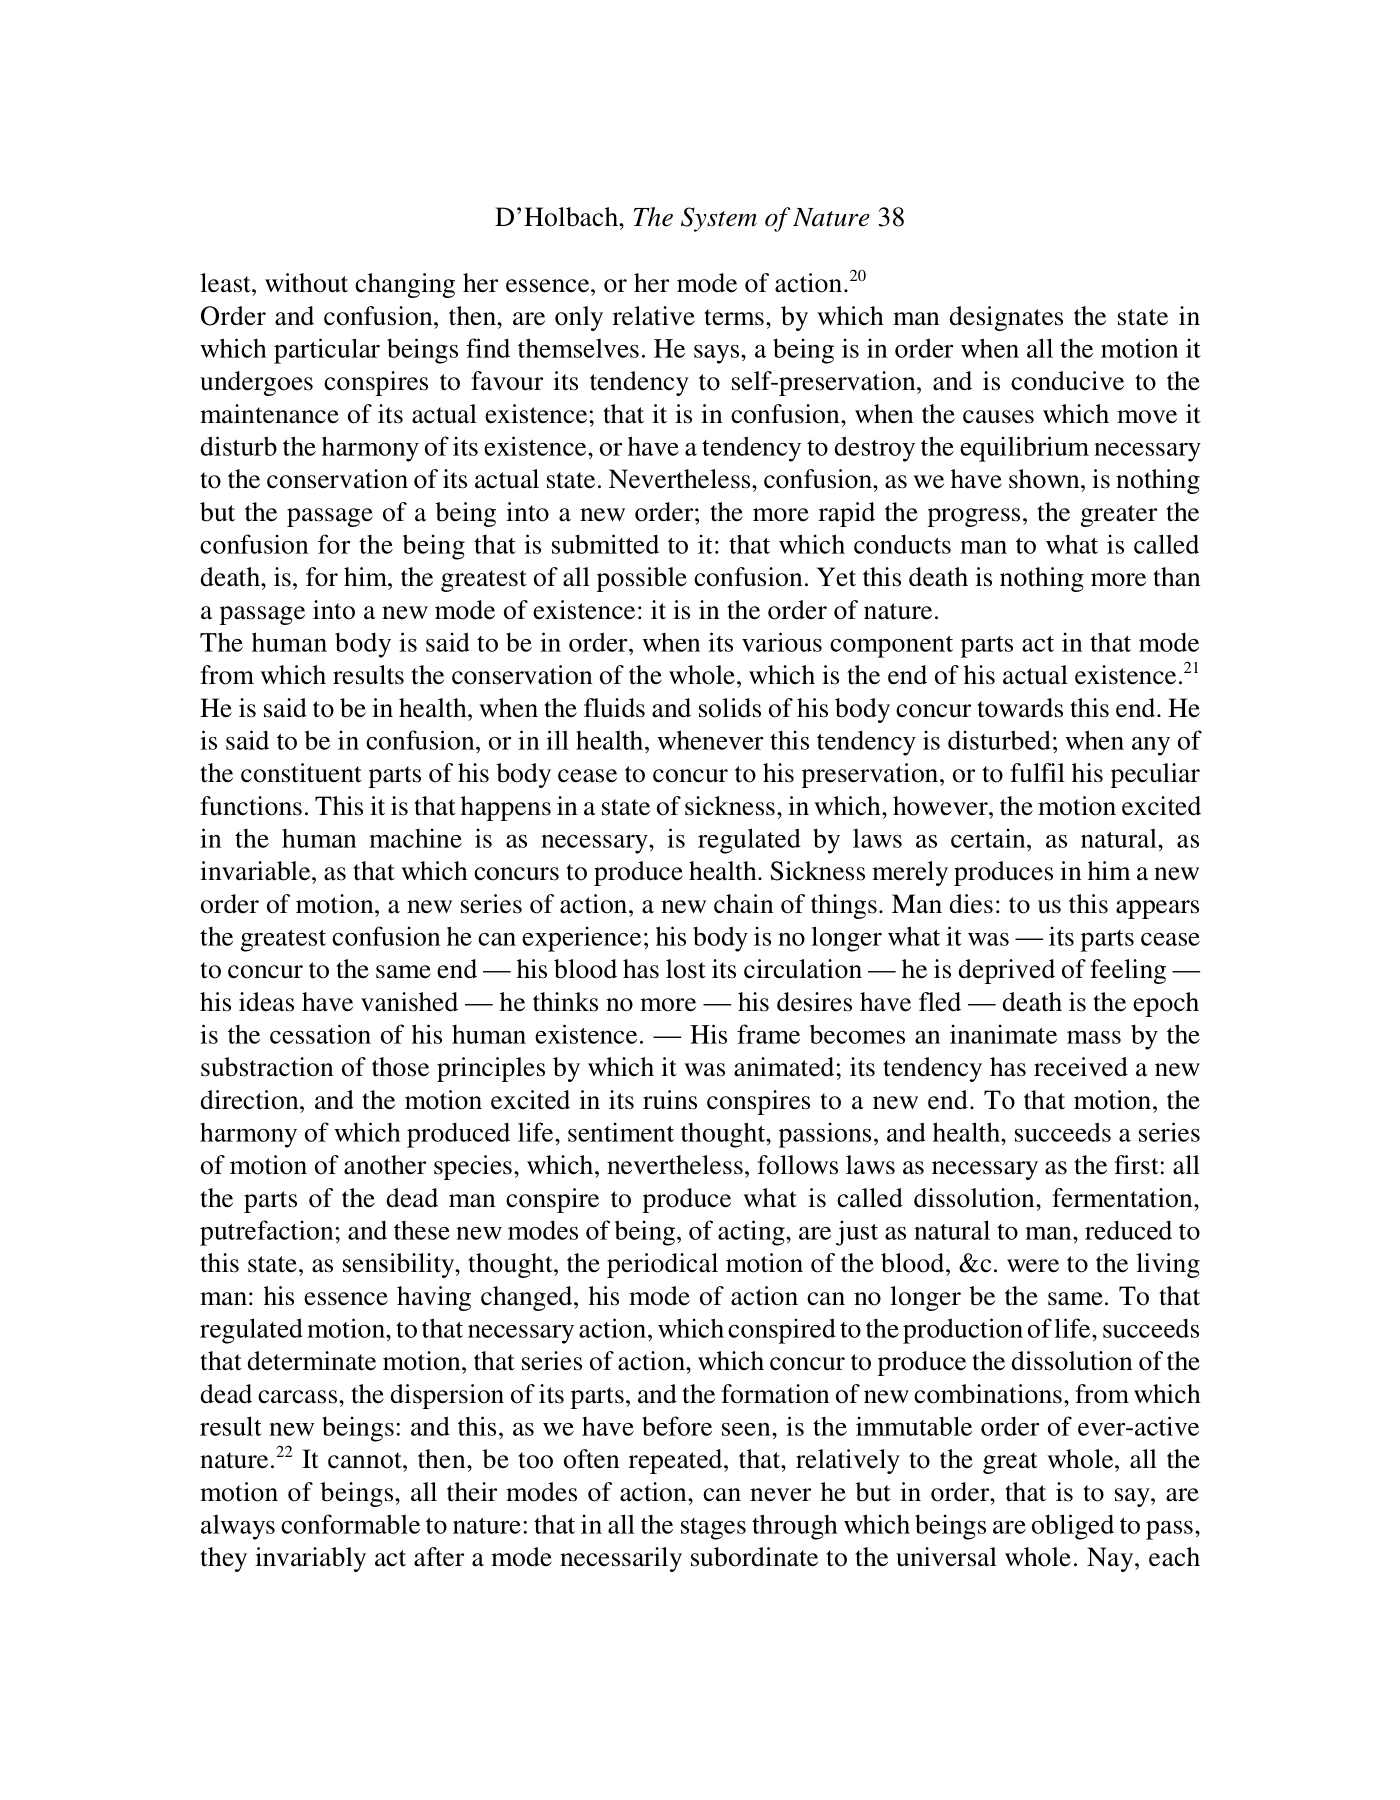 D’Holbach, The System of Nature 38
least, without changing her essence, or her mode of action.20
Order and confusion, then, are only relative terms, by which man designates the state in
which particular beings find themselves. He says, a being is in order when all the motion it
undergoes conspires to favour its tendency to self-preservation, and is conducive to the
maintenance of its actual existence; that it is in confusion, when the causes which move it
disturb the harmony of its existence, or have a tendency to destroy the equilibrium necessary
to the conservation of its actual state. Nevertheless, confusion, as we have shown, is nothing
but the passage of a being into a new order; the more rapid the progress, the greater the
confusion for the being that is submitted to it: that which conducts man to what is called
death, is, for him, the greatest of all possible confusion. Yet this death is nothing more than
a passage into a new mode of existence: it is in the order of nature.
The human body is said to be in order, when its various component parts act in that mode
from which results the conservation of the whole, which is the end of his actual existence.21
He is said to be in health, when the fluids and solids of his body concur towards this end. He
is said to be in confusion, or in ill health, whenever this tendency is disturbed; when any of
the constituent parts of his body cease to concur to his preservation, or to fulfil his peculiar
functions. This it is that happens in a state of sickness, in which, however, the motion excited
in the human machine is as necessary, is regulated by laws as certain, as natural, as
invariable, as that which concurs to produce health. Sickness merely produces in him a new
order of motion, a new series of action, a new chain of things. Man dies: to us this appears
the greatest confusion he can experience; his body is no longer what it was — its parts cease
to concur to the same end — his blood has lost its circulation — he is deprived of feeling —
his ideas have vanished — he thinks no more — his desires have fled — death is the epoch
is the cessation of his human existence. — His frame becomes an inanimate mass by the
substraction of those principles by which it was animated; its tendency has received a new
direction, and the motion excited in its ruins conspires to a new end. To that motion, the
harmony of which produced life, sentiment thought, passions, and health, succeeds a series
of motion of another species, which, nevertheless, follows laws as necessary as the first: all
the parts of the dead man conspire to produce what is called dissolution, fermentation,
putrefaction; and these new modes of being, of acting, are just as natural to man, reduced to
this state, as sensibility, thought, the periodical motion of the blood, &c. were to the living
man: his essence having changed, his mode of action can no longer be the same. To that
regulated motion, to that necessary action, which conspired to the production of life, succeeds
that determinate motion, that series of action, which concur to produce the dissolution of the
dead carcass, the dispersion of its parts, and the formation of new combinations, from which
result new beings: and this, as we have before seen, is the immutable order of ever-active
nature.22 It cannot, then, be too often repeated, that, relatively to the great whole, all the
motion of beings, all their modes of action, can never he but in order, that is to say, are
always conformable to nature: that in all the stages through which beings are obliged to pass,
they invariably act after a mode necessarily subordinate to the universal whole. Nay, each